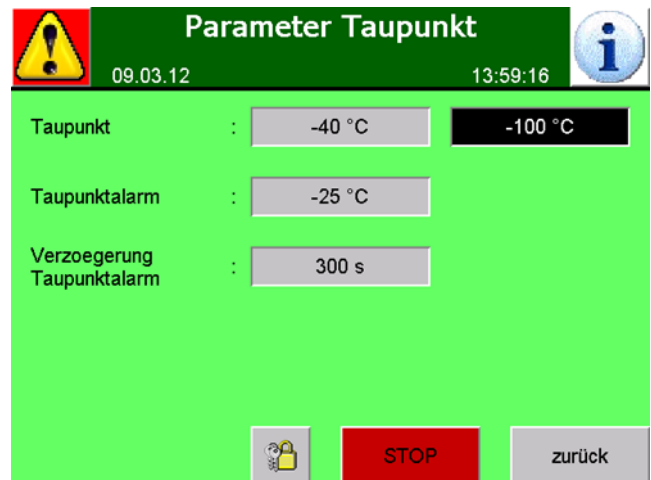 Parameter Taupunkt
09.03.12 13:59:16
Taupunkt : -40 °C -100 °C
Taupunktalarm : -25 °C
Verzoegerung
Taupunktalarm : 300 s
STOP zurück